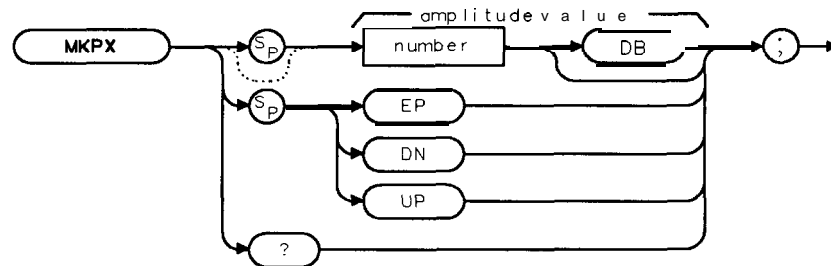 amplitude value
MKPX SP number DB ;
SP EP
DN
UP
?